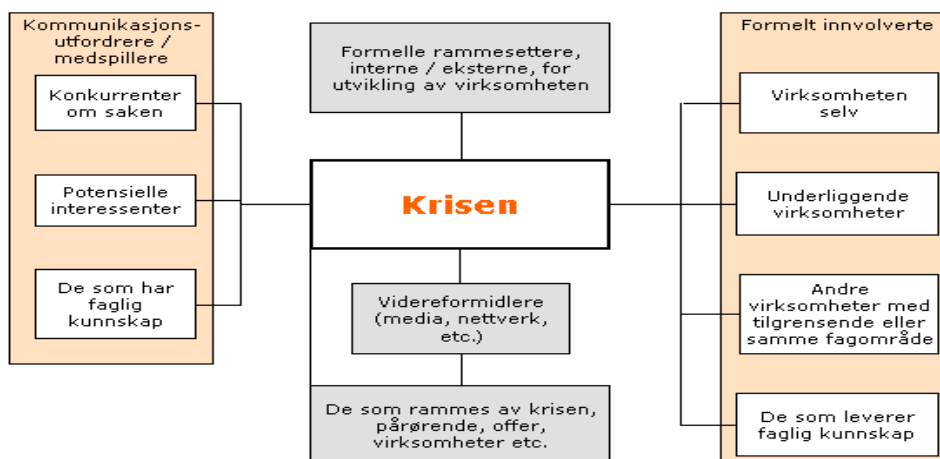 Kommunikasjons-
utfordrere /
medspillere
Konkurrenter
om saken
Potensielle
interessenter
De som har
faglig
kunnskap
Formelle rammesettere,
interne / eksterne, for
utvikling av virksomheten
Krisen
Videreformidlere
(media, nettverk,
etc.)
De som rammes av krisen,
pårørende, offer,
virksomheter etc.
Formelt innvolverte
Virksomheten
selv
Underliggende
virksomheter
Andre
virksomheter med
tilgrensende eller
samme fagområde
De som leverer
faglig kunnskap